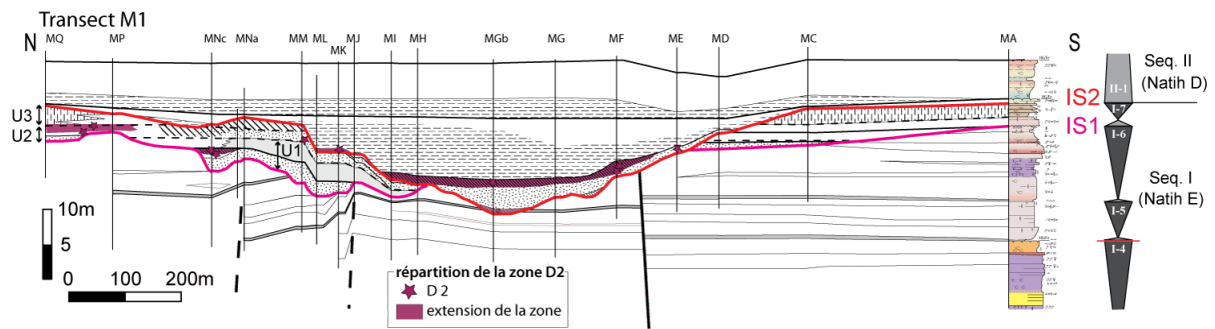 Transect M1
N
MQ MP MNc MNa MM ML MK MJ MI MH MGb MG MF ME MD MC MA
S
Seq. II
(Natih D)
II-1
IS2
IS1
I-7
I-6
Seq. I
(Natih E)
I-5
I-4
U3
U2
U1
10m
5
0 100 200m
répartition de la zone D2
D 2
extension de la zone